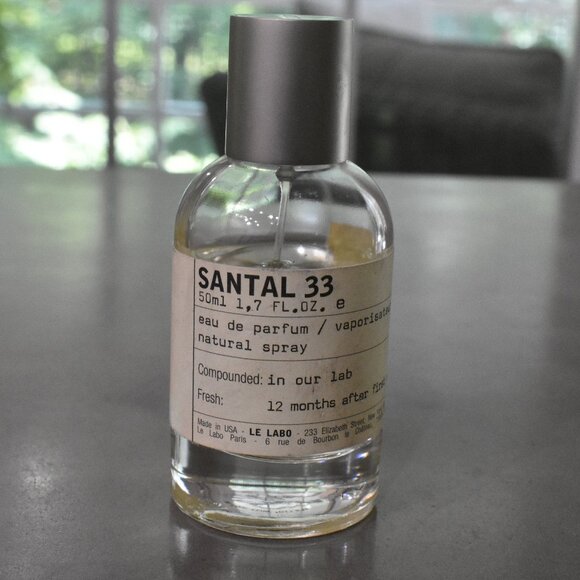 SANTAL 33
50ml 1,7 FL.OZ. e
eau de parfum / vaporisateu
natural spray
Compounded: in our lab
Fresh: 12 months after first
Made in USA - LE LABO - 233 Elizabeth Street, New
Le Labo Paris - 6 rue de Bourbon le Château,